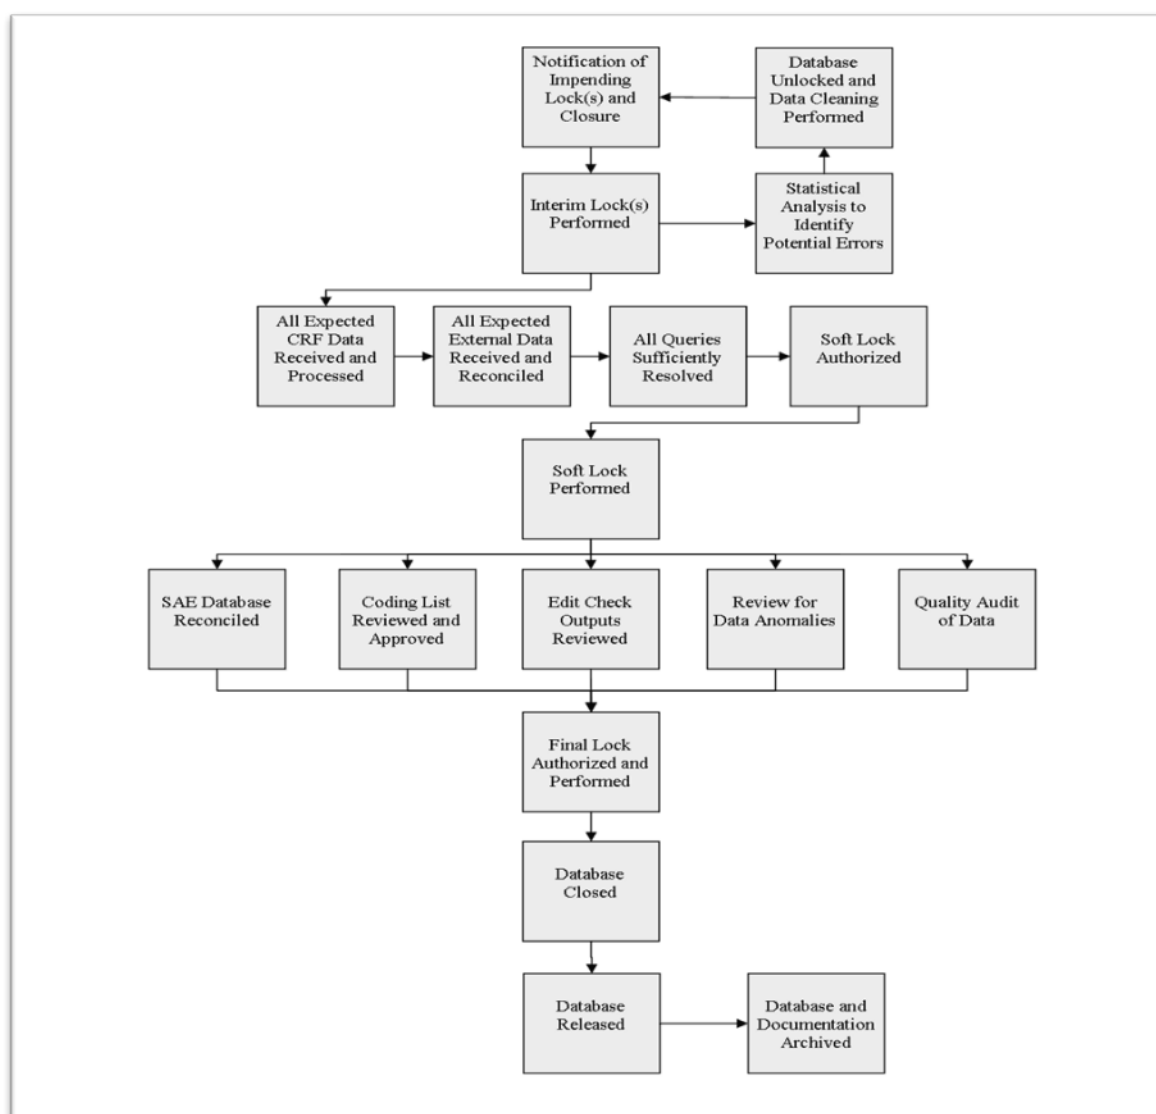 Notification of
Impending
Lock(s) and
Closure
Database
Unlocked and
Data Cleaning
Performed
Interim Lock(s)
Performed
Statistical
Analysis to
Identify
Potential Errors
All Expected
CRF Data
Received and
Processed
All Expected
External Data
Received and
Reconciled
All Queries
Sufficiently
Resolved
Soft Lock
Authorized
Soft Lock
Performed
SAE Database
Reconciled
Coding List
Reviewed and
Approved
Edit Check
Outputs
Reviewed
Review for
Data Anomalies
Quality Audit
of Data
Final Lock
Authorized and
Performed
Database
Closed
Database
Released
Database and
Documentation
Archived